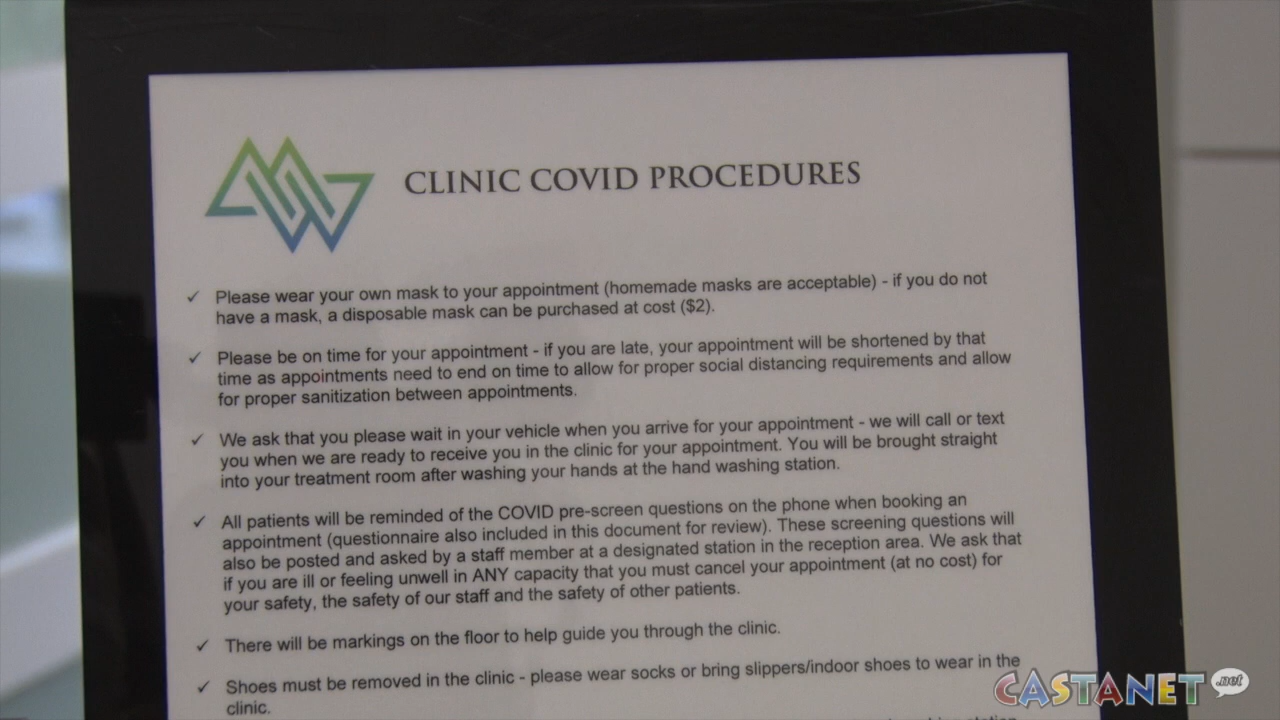 CLINIC COVID PROCEDURES
✓ Please wear your own mask to your appointment (homemade masks are acceptable) - if you do not
have a mask, a disposable mask can be purchased at cost ($2).
✓ Please be on time for your appointment - if you are late, your appointment will be shortened by that
time as appointments need to end on time to allow for proper social distancing requirements and allow
for proper sanitization between appointments.
✓ We ask that you please wait in your vehicle when you arrive for your appointment - we will call or text
you when we are ready to receive you in the clinic for your appointment. You will be brought straight
into your treatment room after washing your hands at the hand washing station.
✓ All patients will be reminded of the COVID pre-screen questions on the phone when booking an
appointment (questionnaire also included in this document for review). These screening questions will
also be posted and asked by a staff member at a designated station in the reception area. We ask that
if you are ill or feeling unwell in ANY capacity that you must cancel your appointment (at no cost) for
your safety, the safety of our staff and the safety of other patients.
✓ There will be markings on the floor to help guide you through the clinic.
✓ Shoes must be removed in the clinic - please wear socks or bring slippers/indoor shoes to wear in the
clinic.
CASTANET .net